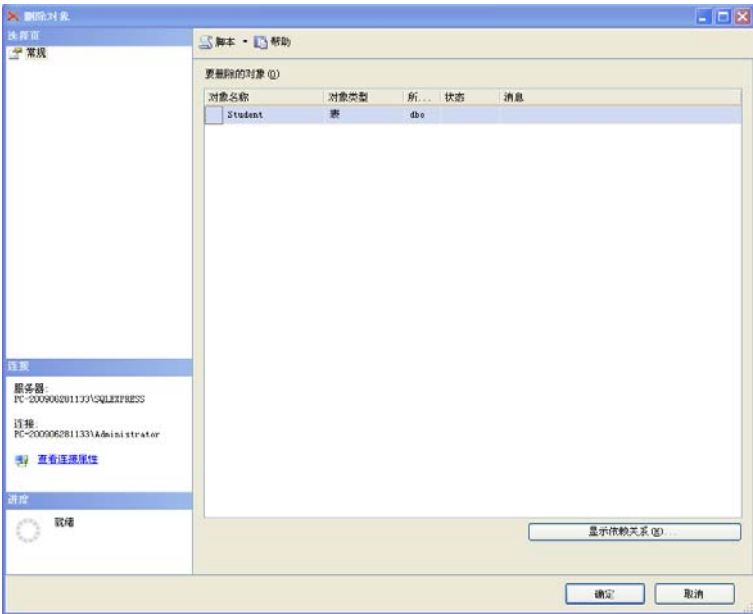 删除对象
选择页
常规
脚本 帮助
要删除的对象(Q)
对象名称 对象类型 所... 状态 消息
Student 表 dbo
连接
服务器:
PC-200906281133\SQLEXPRESS
连接:
PC-200906281133\Administrator
查看连接属性
进度
就绪
显示依赖关系(H)...
确定 取消